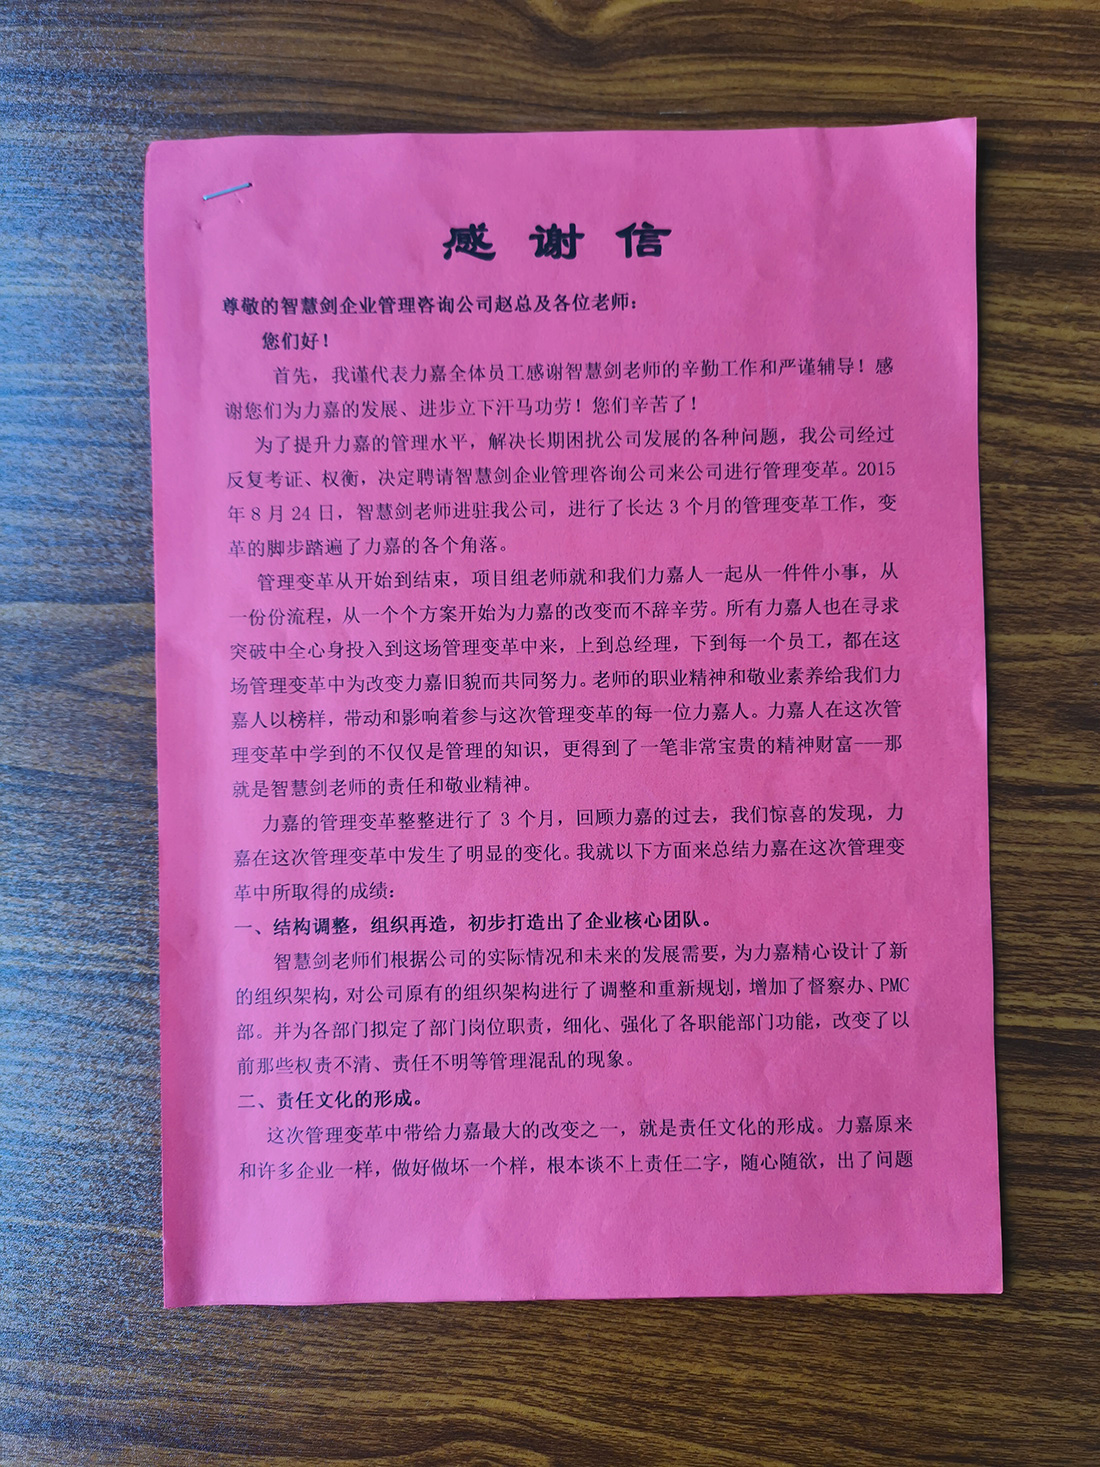 感谢信
尊敬的智慧剑企业管理咨询公司赵总及各位老师：
您们好！
首先，我谨代表力嘉全体员工感谢智慧剑老师的辛勤工作和严谨辅导！感
谢您们为力嘉的发展、进步立下汗马功劳！您们辛苦了！
为了提升力嘉的管理水平，解决长期困扰公司发展的各种问题，我公司经过
反复考证、权衡，决定聘请智慧剑企业管理咨询公司来公司进行管理变革。2015
年 8 月 24 日，智慧剑老师进驻我公司，进行了长达 3 个月的管理变革工作，变
革的脚步踏遍了力嘉的各个角落。
管理变革从开始到结束，项目组老师就和我们力嘉人一起从一件件小事，从
一份份流程，从一个个方案开始为力嘉的改变而不辞辛劳。所有力嘉人也在寻求
突破中全心身投入到这场管理变革中来，上到总经理，下到每一个员工，都在这
场管理变革中为改变力嘉旧貌而共同努力。老师的职业精神和敬业素养给我们力
嘉人以榜样，带动和影响着参与这次管理变革的每一位力嘉人。力嘉人在这次管
理变革中学到的不仅仅是管理的知识，更得到了一笔非常宝贵的精神财富---那
就是智慧剑老师的责任和敬业精神。
力嘉的管理变革整整进行了 3 个月，回顾力嘉的过去，我们惊喜的发现，力
嘉在这次管理变革中发生了明显的变化。我就以下方面来总结力嘉在这次管理变
革中所取得的成绩：
一、结构调整，组织再造，初步打造出了企业核心团队。
智慧剑老师们根据公司的实际情况和未来的发展需要，为力嘉精心设计了新
的组织架构，对公司原有的组织架构进行了调整和重新规划，增加了督察办、PMC
部。并为各部门拟定了部门岗位职责，细化、强化了各职能部门功能，改变了以
前那些权责不清、责任不明等管理混乱的现象。
二、责任文化的形成。
这次管理变革中带给力嘉最大的改变之一，就是责任文化的形成。力嘉原来
和许多企业一样，做好做坏一个样，根本谈不上责任二字，随心随欲，出了问题